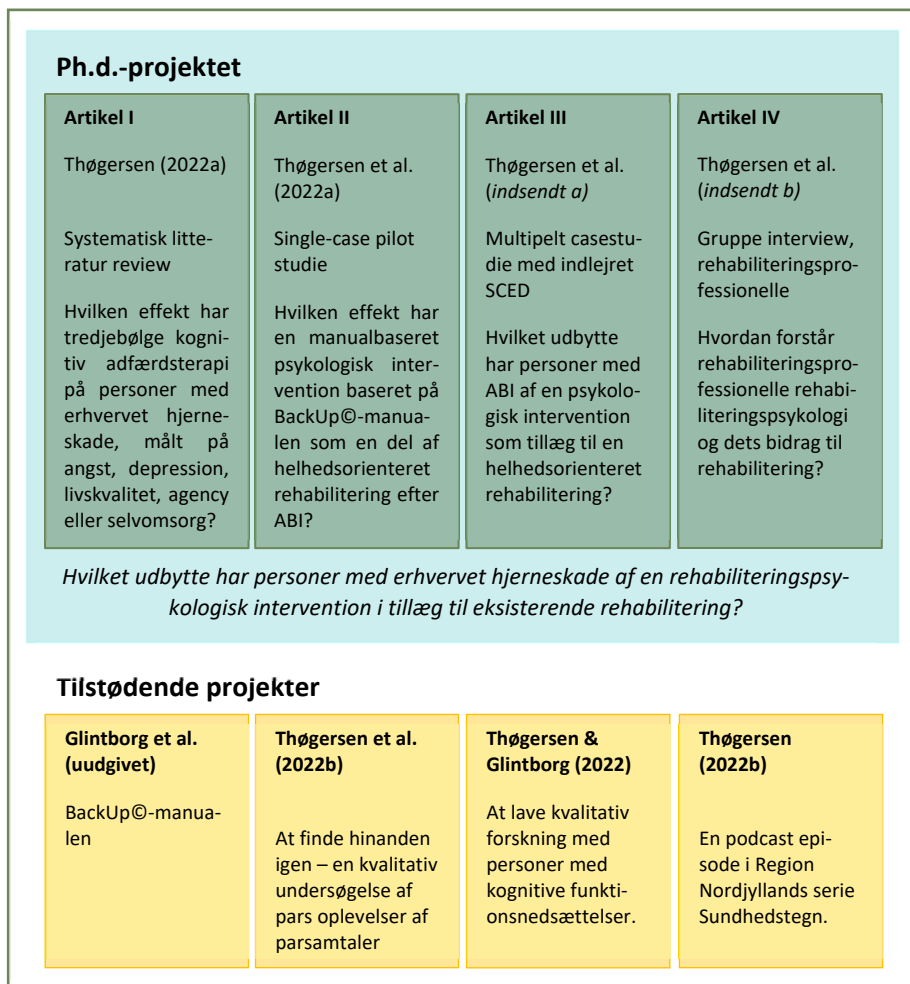 Ph.d.-projektet
Artikel I
Thøgersen (2022a)
Systematisk litte-
ratur review
Hvilken effekt har
tredjebølge kogni-
tiv adfærdsterapi
på personer med
erhvervet hjerne-
skade, målt på
angst, depression,
livskvalitet, agency
eller selvomsorg?
Artikel II
Thøgersen et al.
(2022a)
Single-case pilot
studie
Hvilken effekt har
en manualbaseret
psykologisk inter-
vention baseret på
BackUp©-manua-
len som en del af
helhedsorienteret
rehabilitering efter
ABI?
Artikel III
Thøgersen et al.
(indsendt a)
Multipelt casestu-
die med indlejret
SCED
Hvilket udbytte
har personer med
ABI af en psykolo-
gisk intervention
som tillæg til en
helhedsorienteret
rehabilitering?
Artikel IV
Thøgersen et al.
(indsendt b)
Gruppe interview,
rehabiliteringspro-
fessionelle
Hvordan forstår
rehabiliteringspro-
fessionelle rehabi-
literingspsykologi
og dets bidrag til
rehabilitering?
Hvilket udbytte har personer med erhvervet hjerneskade af en rehabiliteringspsy-
kologisk intervention i tillæg til eksisterende rehabilitering?
Tilstødende projekter
Glintborg et al.
(uudgivet)
BackUp©-manua-
len
Thøgersen et al.
(2022b)
At finde hinanden
igen – en kvalitativ
undersøgelse af
pars oplevelser af
parsamtaler
Thøgersen &
Glintborg (2022)
At lave kvalitativ
forskning med
personer med
kognitive funkti-
onsnedsættelser.
Thøgersen
(2022b)
En podcast epi-
sode i Region
Nordjyllands serie
Sundhedstegn.